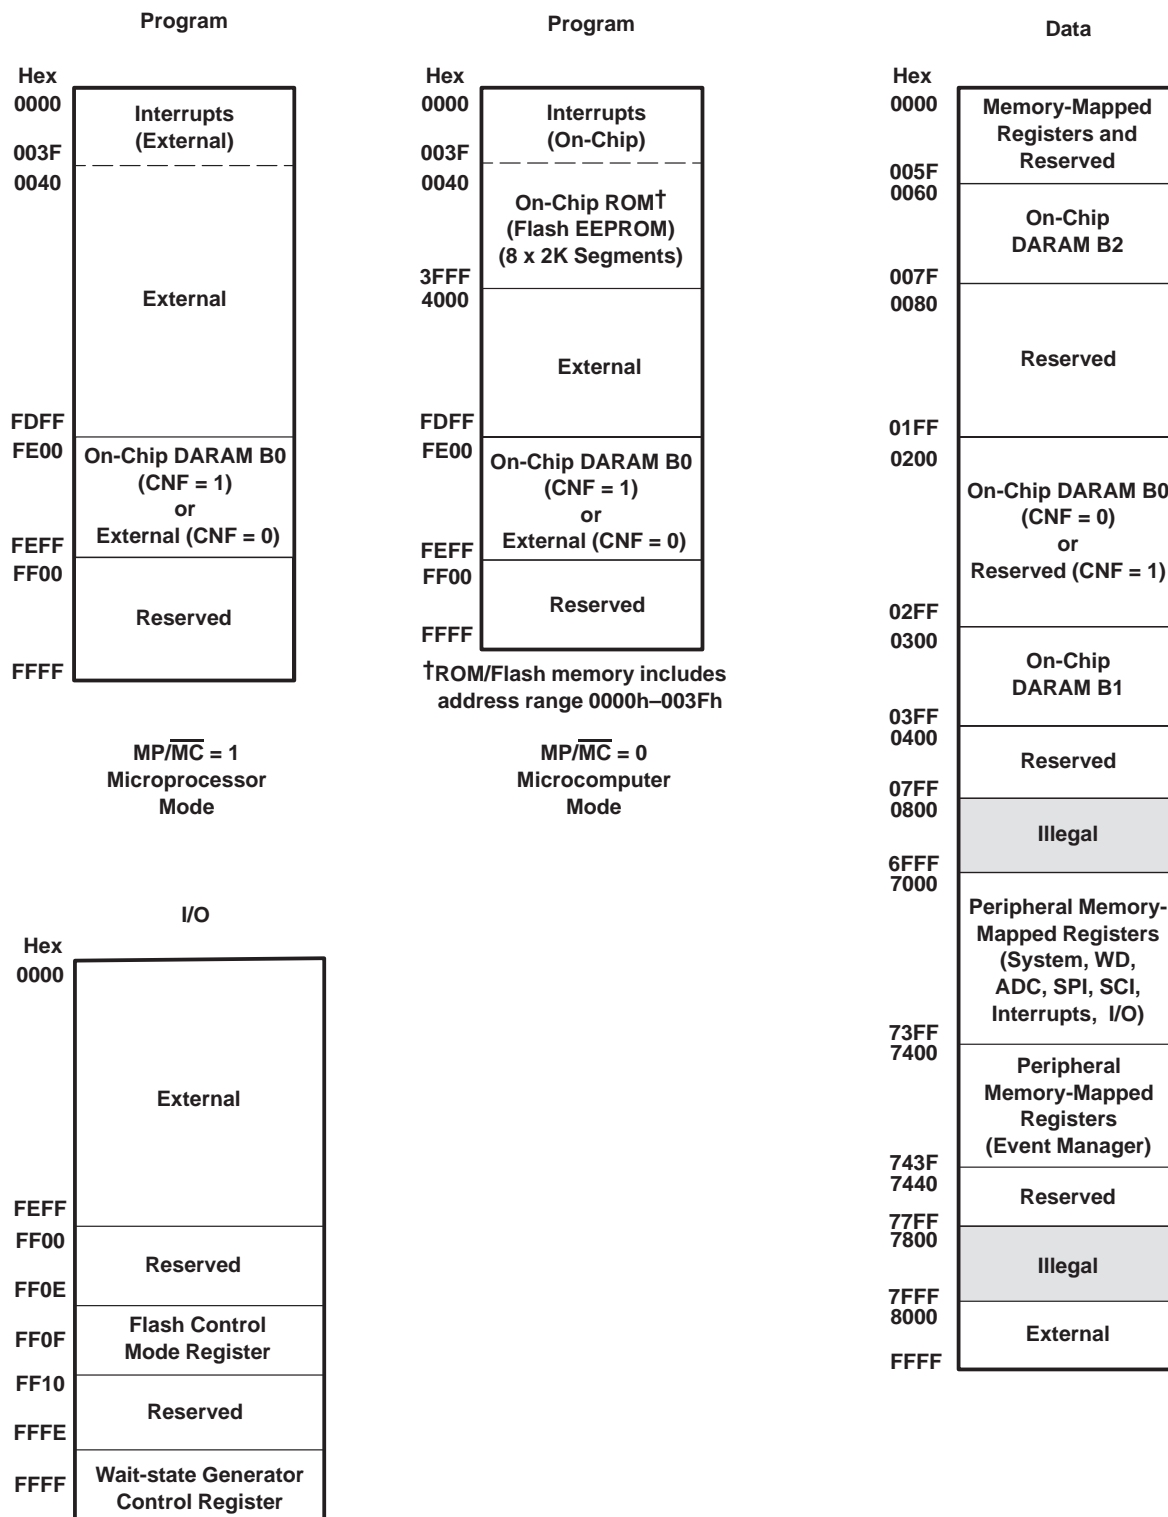 Program
Hex
0000
Interrupts
(External)
003F
0040
External
FDFF
FE00
On-Chip DARAM B0
(CNF = 1)
or
External (CNF = 0)
FEFF
FF00
Reserved
FFFF
MP/MC = 1
Microprocessor
Mode
Program
Hex
0000
Interrupts
(On-Chip)
003F
0040
On-Chip ROM†
(Flash EEPROM)
(8 x 2K Segments)
3FFF
4000
External
FDFF
FE00
On-Chip DARAM B0
(CNF = 1)
or
External (CNF = 0)
FEFF
FF00
Reserved
FFFF
†ROM/Flash memory includes
address range 0000h–003Fh
MP/MC = 0
Microcomputer
Mode
I/O
Hex
0000
External
FEFF
FF00
Reserved
FF0E
FF0F
Flash Control
Mode Register
FF10
Reserved
FFFE
FFFF
Wait-state Generator
Control Register
Data
Hex
0000
Memory-Mapped
Registers and
Reserved
005F
0060
On-Chip
DARAM B2
007F
0080
Reserved
01FF
0200
On-Chip DARAM B0
(CNF = 0)
or
Reserved (CNF = 1)
02FF
0300
On-Chip
DARAM B1
03FF
0400
Reserved
07FF
0800
Illegal
6FFF
7000
Peripheral Memory-
Mapped Registers
(System, WD,
ADC, SPI, SCI,
Interrupts, I/O)
73FF
7400
Peripheral
Memory-Mapped
Registers
(Event Manager)
743F
7440
Reserved
77FF
7800
Illegal
7FFF
8000
External
FFFF